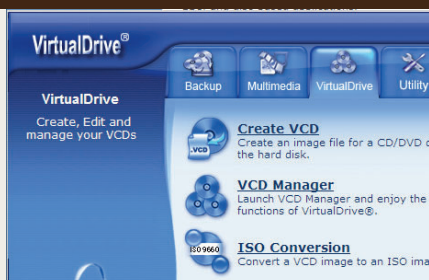 VirtualDrive®
Backup
Multimedia
VirtualDrive
Utility
VirtualDrive
Create, Edit and
manage your VCDs
.VCD
Create VCD
Create an image file for a CD/DVD
the hard disk.
VCD Manager
Launch VCD Manager and enjoy the
functions of VirtualDrive®.
ISO 9660
ISO Conversion
Convert a VCD image to an ISO